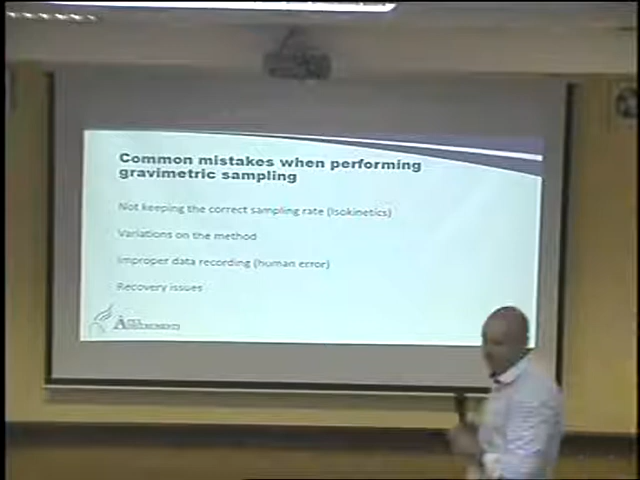 Common mistakes when performing
gravimetric sampling
Not keeping the correct sampling rate (Isokinetics)
Variations on the method
Improper data recording (human error)
Recovery issues